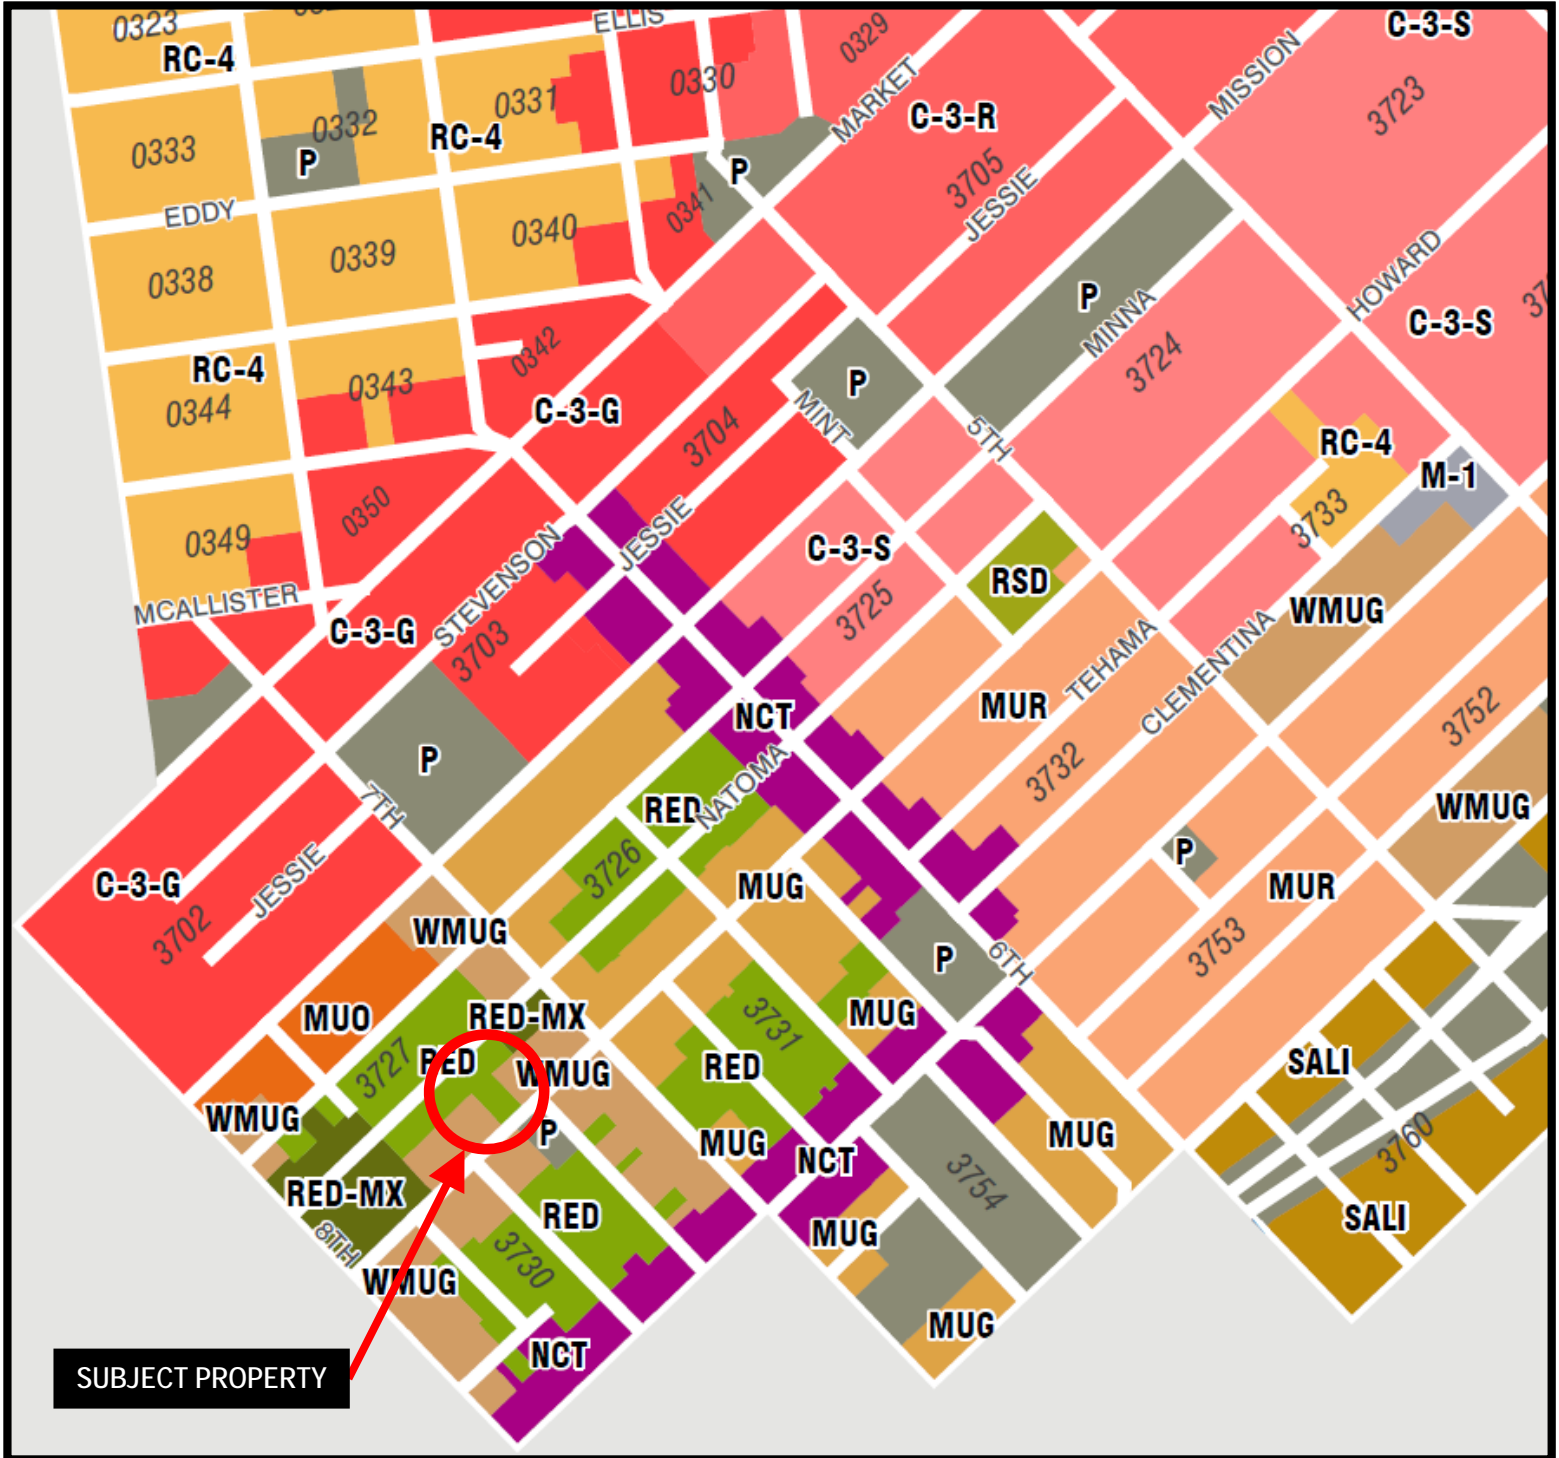 0323
ELLIS
0329
C-3-S
RC-4
MARKET
MISSION
0331
0330
C-3-R
3723
0333
0332
RC-4
P
P
3705
JESSIE
EDDY
0341
0338
0339
0340
P
MINNA
HOWARD
C-3-S
RC-4
0342
3724
0344
0343
C-3-G
P
MINT
3704
5TH
RC-4
M-1
0349
0350
STEVENSON
JESSIE
C-3-S
3733
RSD
MCALLISTER
C-3-G
3703
3725
WMUG
TEHAMA
CLEMENTINA
NCT
MUR
3752
P
3732
7TH
RED
NATOMA
WMUG
C-3-G
JESSIE
3726
MUG
P
MUR
3702
WMUG
3753
P
6TH
MUO
RED-MX
3731
MUG
3727
RED
WMUG
RED
SALI
WMUG
P
MUG
NCT
MUG
3760
RED-MX
RED
3754
SALI
8TH
3730
MUG
WMUG
MUG
NCT
SUBJECT PROPERTY